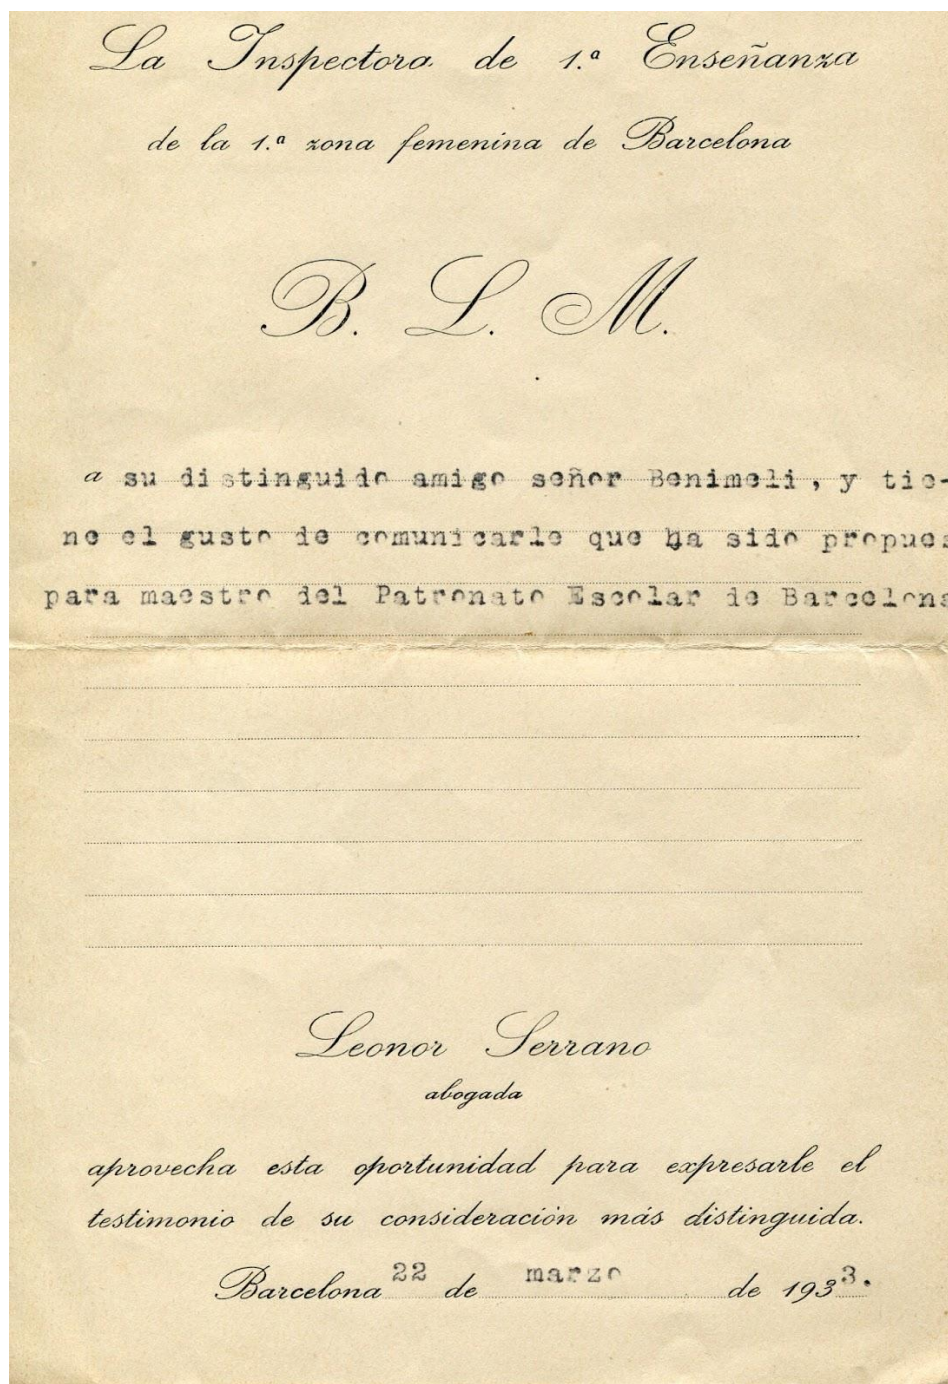 La Inspectora de 1.ª Enseñanza
de la 1.ª zona femenina de Barcelona
B. L. M.
a su distinguido amigo señor Benimeli, y tie-
ne el gusto de comunicarle que ha sido propues
para maestro del Patronato Escolar de Barcelona
Leonor Serrano
abogada
aprovecha esta oportunidad para expresarle el
testimonio de su consideración más distinguida.
Barcelona 22 de marzo de 1933.